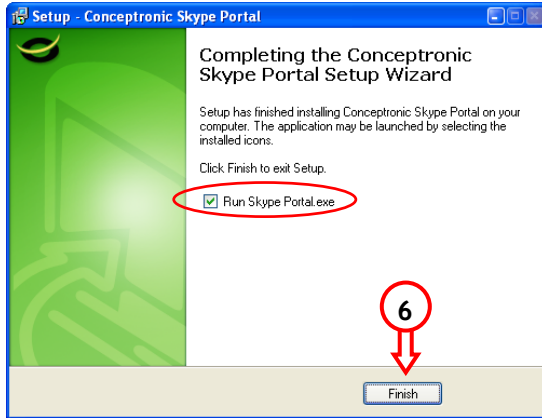 Setup - Conceptronic Skype Portal
Completing the Conceptronic
Skype Portal Setup Wizard
Setup has finished installing Conceptronic Skype Portal on your
computer. The application may be launched by selecting the
installed icons.
Click Finish to exit Setup.
Run Skype Portal.exe
6
Finish